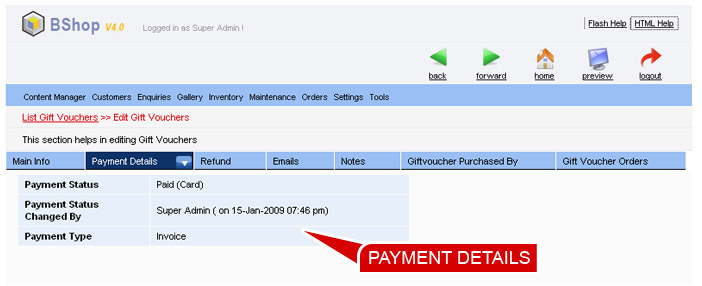 BShop V4.0
Logged in as Super Admin !
Flash Help HTML Help
back forward home preview logout
Content Manager Customers Enquiries Gallery Inventory Maintenance Orders Settings Tools
List Gift Vouchers >> Edit Gift Vouchers
This section helps in editing Gift Vouchers
Main Info Payment Details Refund Emails Notes Giftvoucher Purchased By Gift Voucher Orders
Payment Status Paid (Card)
Payment Status
Changed By
Super Admin ( on 15-Jan-2009 07:46 pm)
Payment Type Invoice
PAYMENT DETAILS